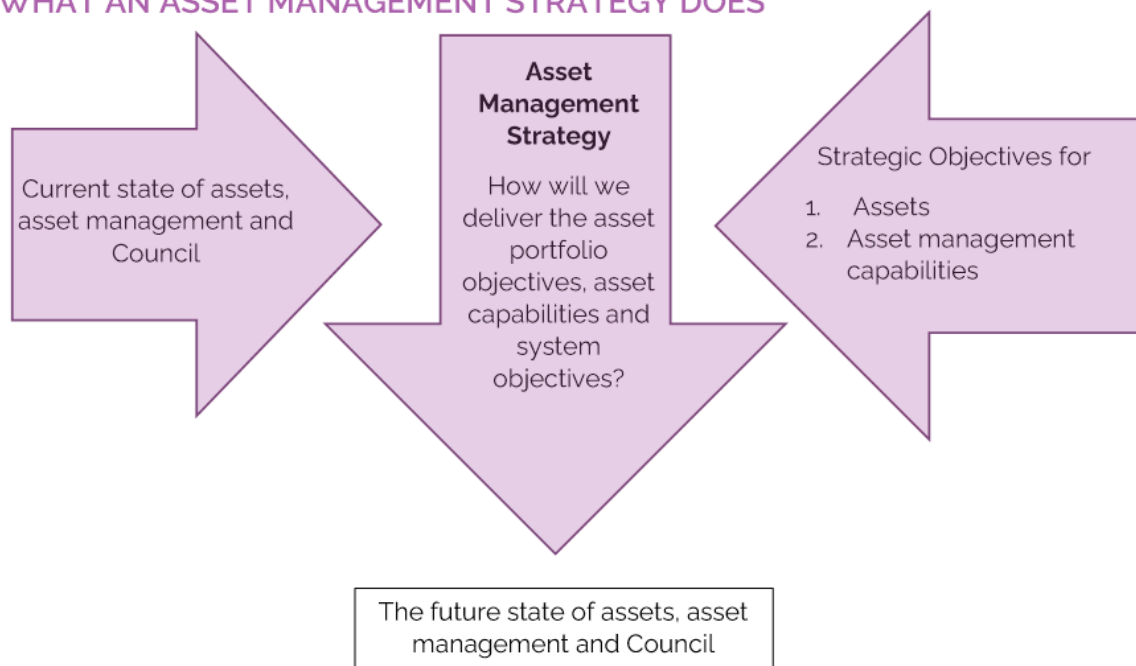 WHAT AN ASSET MANAGEMENT STRATEGY DOES
Current state of assets,
asset management and
Council
Asset
Management
Strategy
How will we
deliver the asset
portfolio
objectives, asset
capabilities and
system
objectives?
Strategic Objectives for
1. Assets
2. Asset management
capabilities
The future state of assets, asset
management and Council